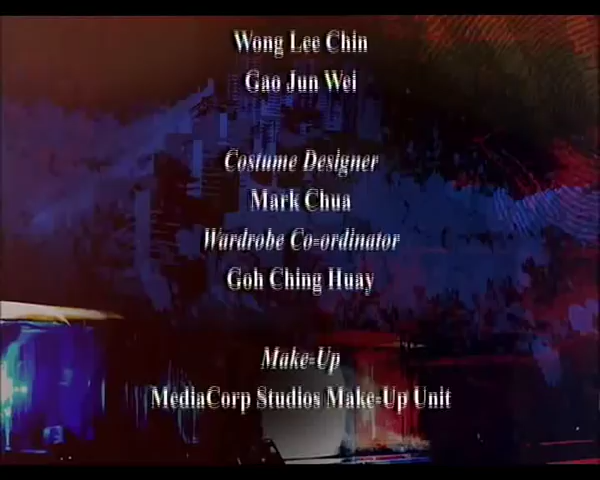 Wong Lee Chin
Gao Jun Wei
Costume Designer
Mark Chua
Wardrobe Co-ordinator
Goh Ching Huay
Make-Up
MediaCorp Studios Make-Up Unit